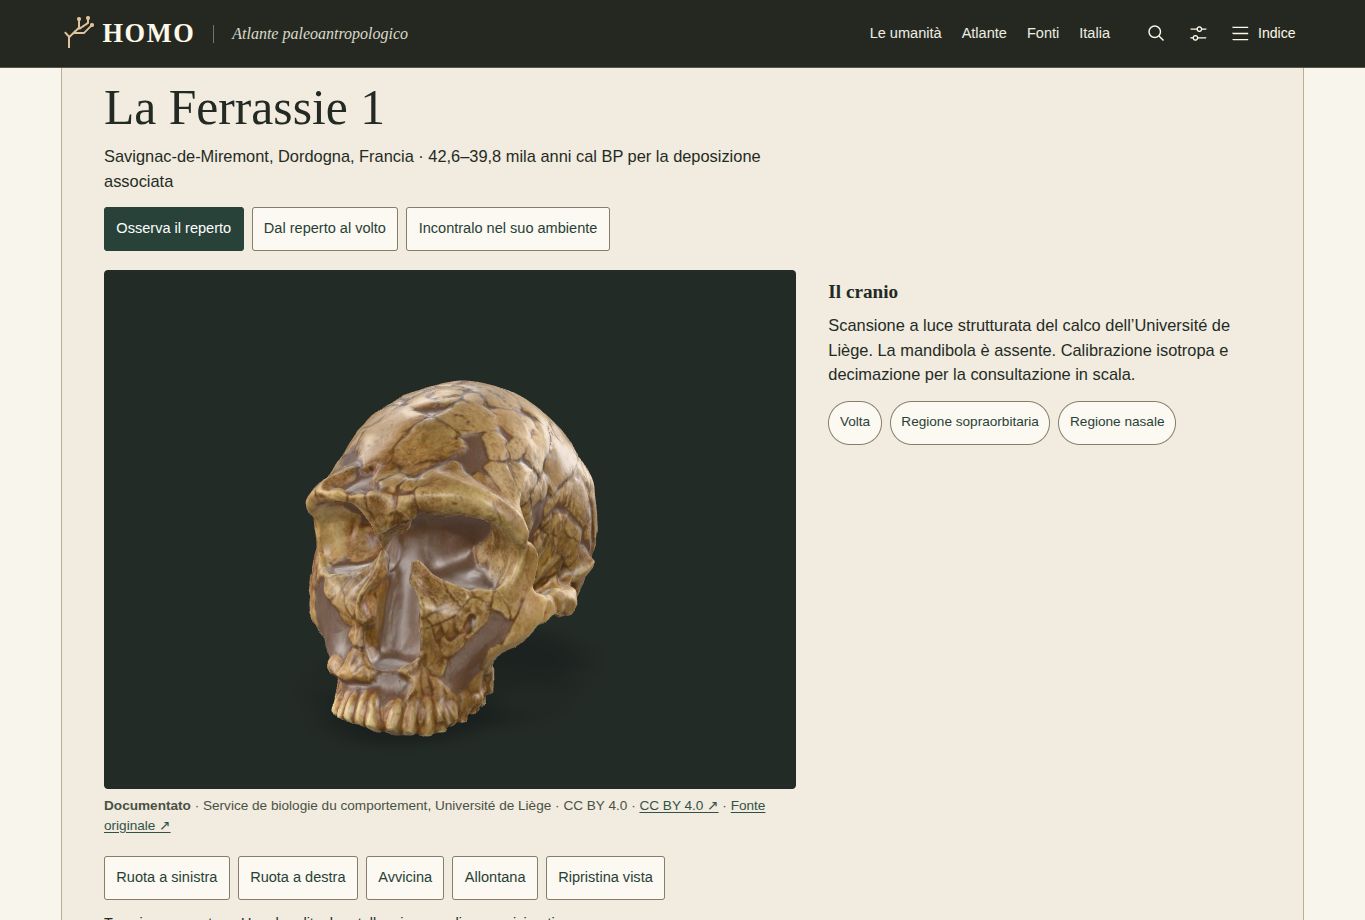 HOMO
Atlante paleoantropologico
Le umanità
Atlante
Fonti
Italia
Indice
La Ferrassie 1
Savignac-de-Miremont, Dordogna, Francia · 42,6–39,8 mila anni cal BP per la deposizione
associata
Osserva il reperto
Dal reperto al volto
Incontralo nel suo ambiente
Il cranio
Scansione a luce strutturata del calco dell’Université de
Liège. La mandibola è assente. Calibrazione isotropa e
decimazione per la consultazione in scala.
Volta
Regione sopraorbitaria
Regione nasale
Documentato · Service de biologie du comportement, Université de Liège · CC BY 4.0 · CC BY 4.0 ↗ · Fonte
originale ↗
Ruota a sinistra
Ruota a destra
Avvicina
Allontana
Ripristina vista